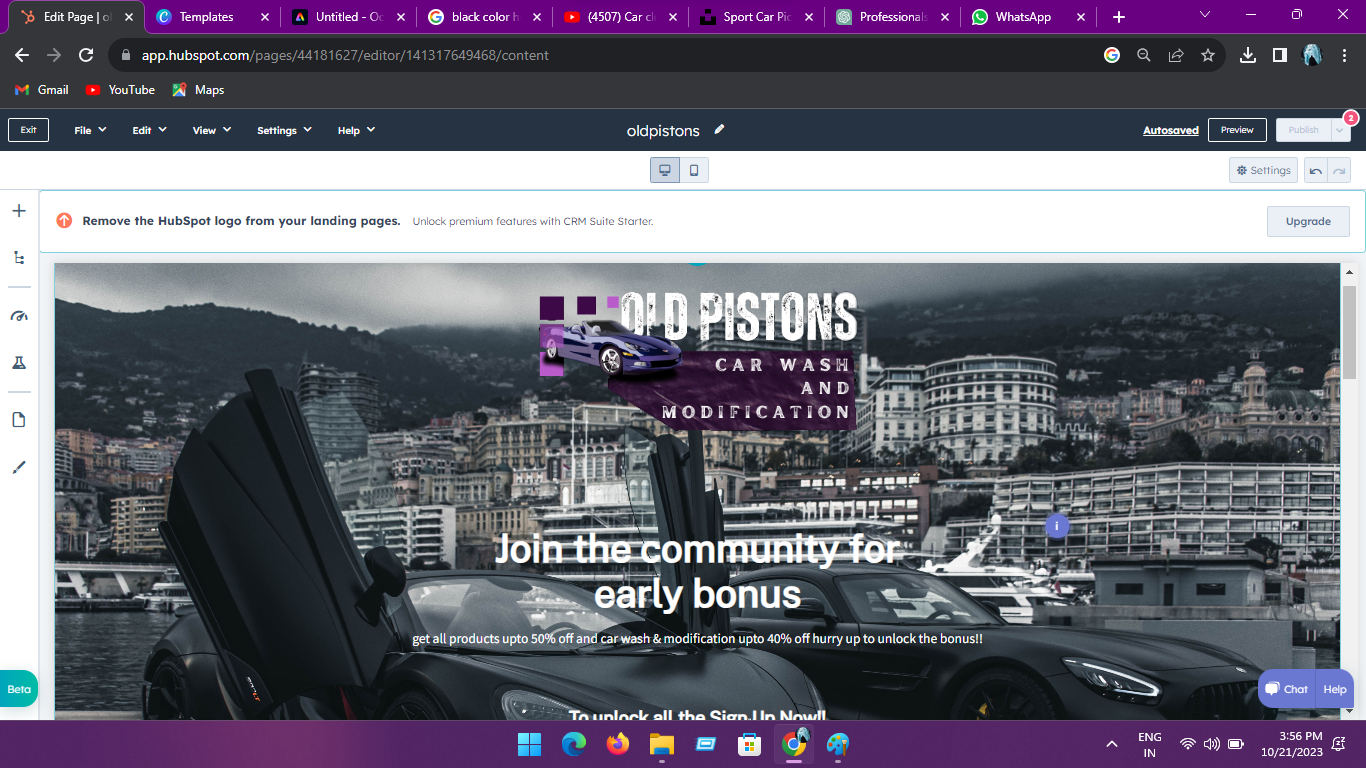 Edit Page | ol
Templates
Untitled - Oc
black color h
(4507) Car cl
Sport Car Pic
Professionals
WhatsApp
app.hubspot.com/pages/44181627/editor/141317649468/content
Gmail
YouTube
Maps
Exit
File
Edit
View
Settings
Help
oldpistons
Autosaved
Preview
Publish
2
Settings
Remove the HubSpot logo from your landing pages.
Unlock premium features with CRM Suite Starter.
Upgrade
OLD PISTONS
CAR WASH
AND
MODIFICATION
Join the community for
early bonus
get all products upto 50% off and car wash & modification upto 40% off hurry up to unlock the bonus!!
To unlock all the Sign-Up Now!!
i
Beta
Chat
Help
ENG
IN
3:56 PM
10/21/2023